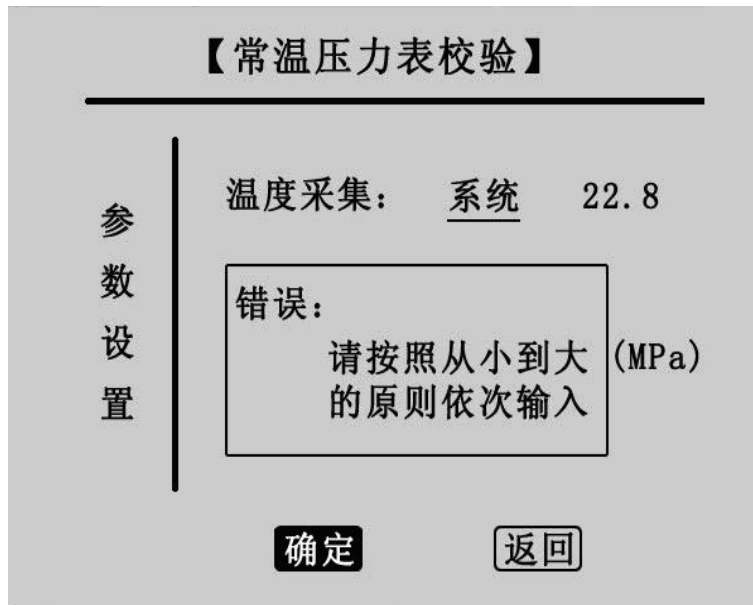 【常温压力表校验】
参数设置
温度采集： 系统 22.8
错误：
请按照从小到大
的原则依次输入
(MPa)
确定 返回